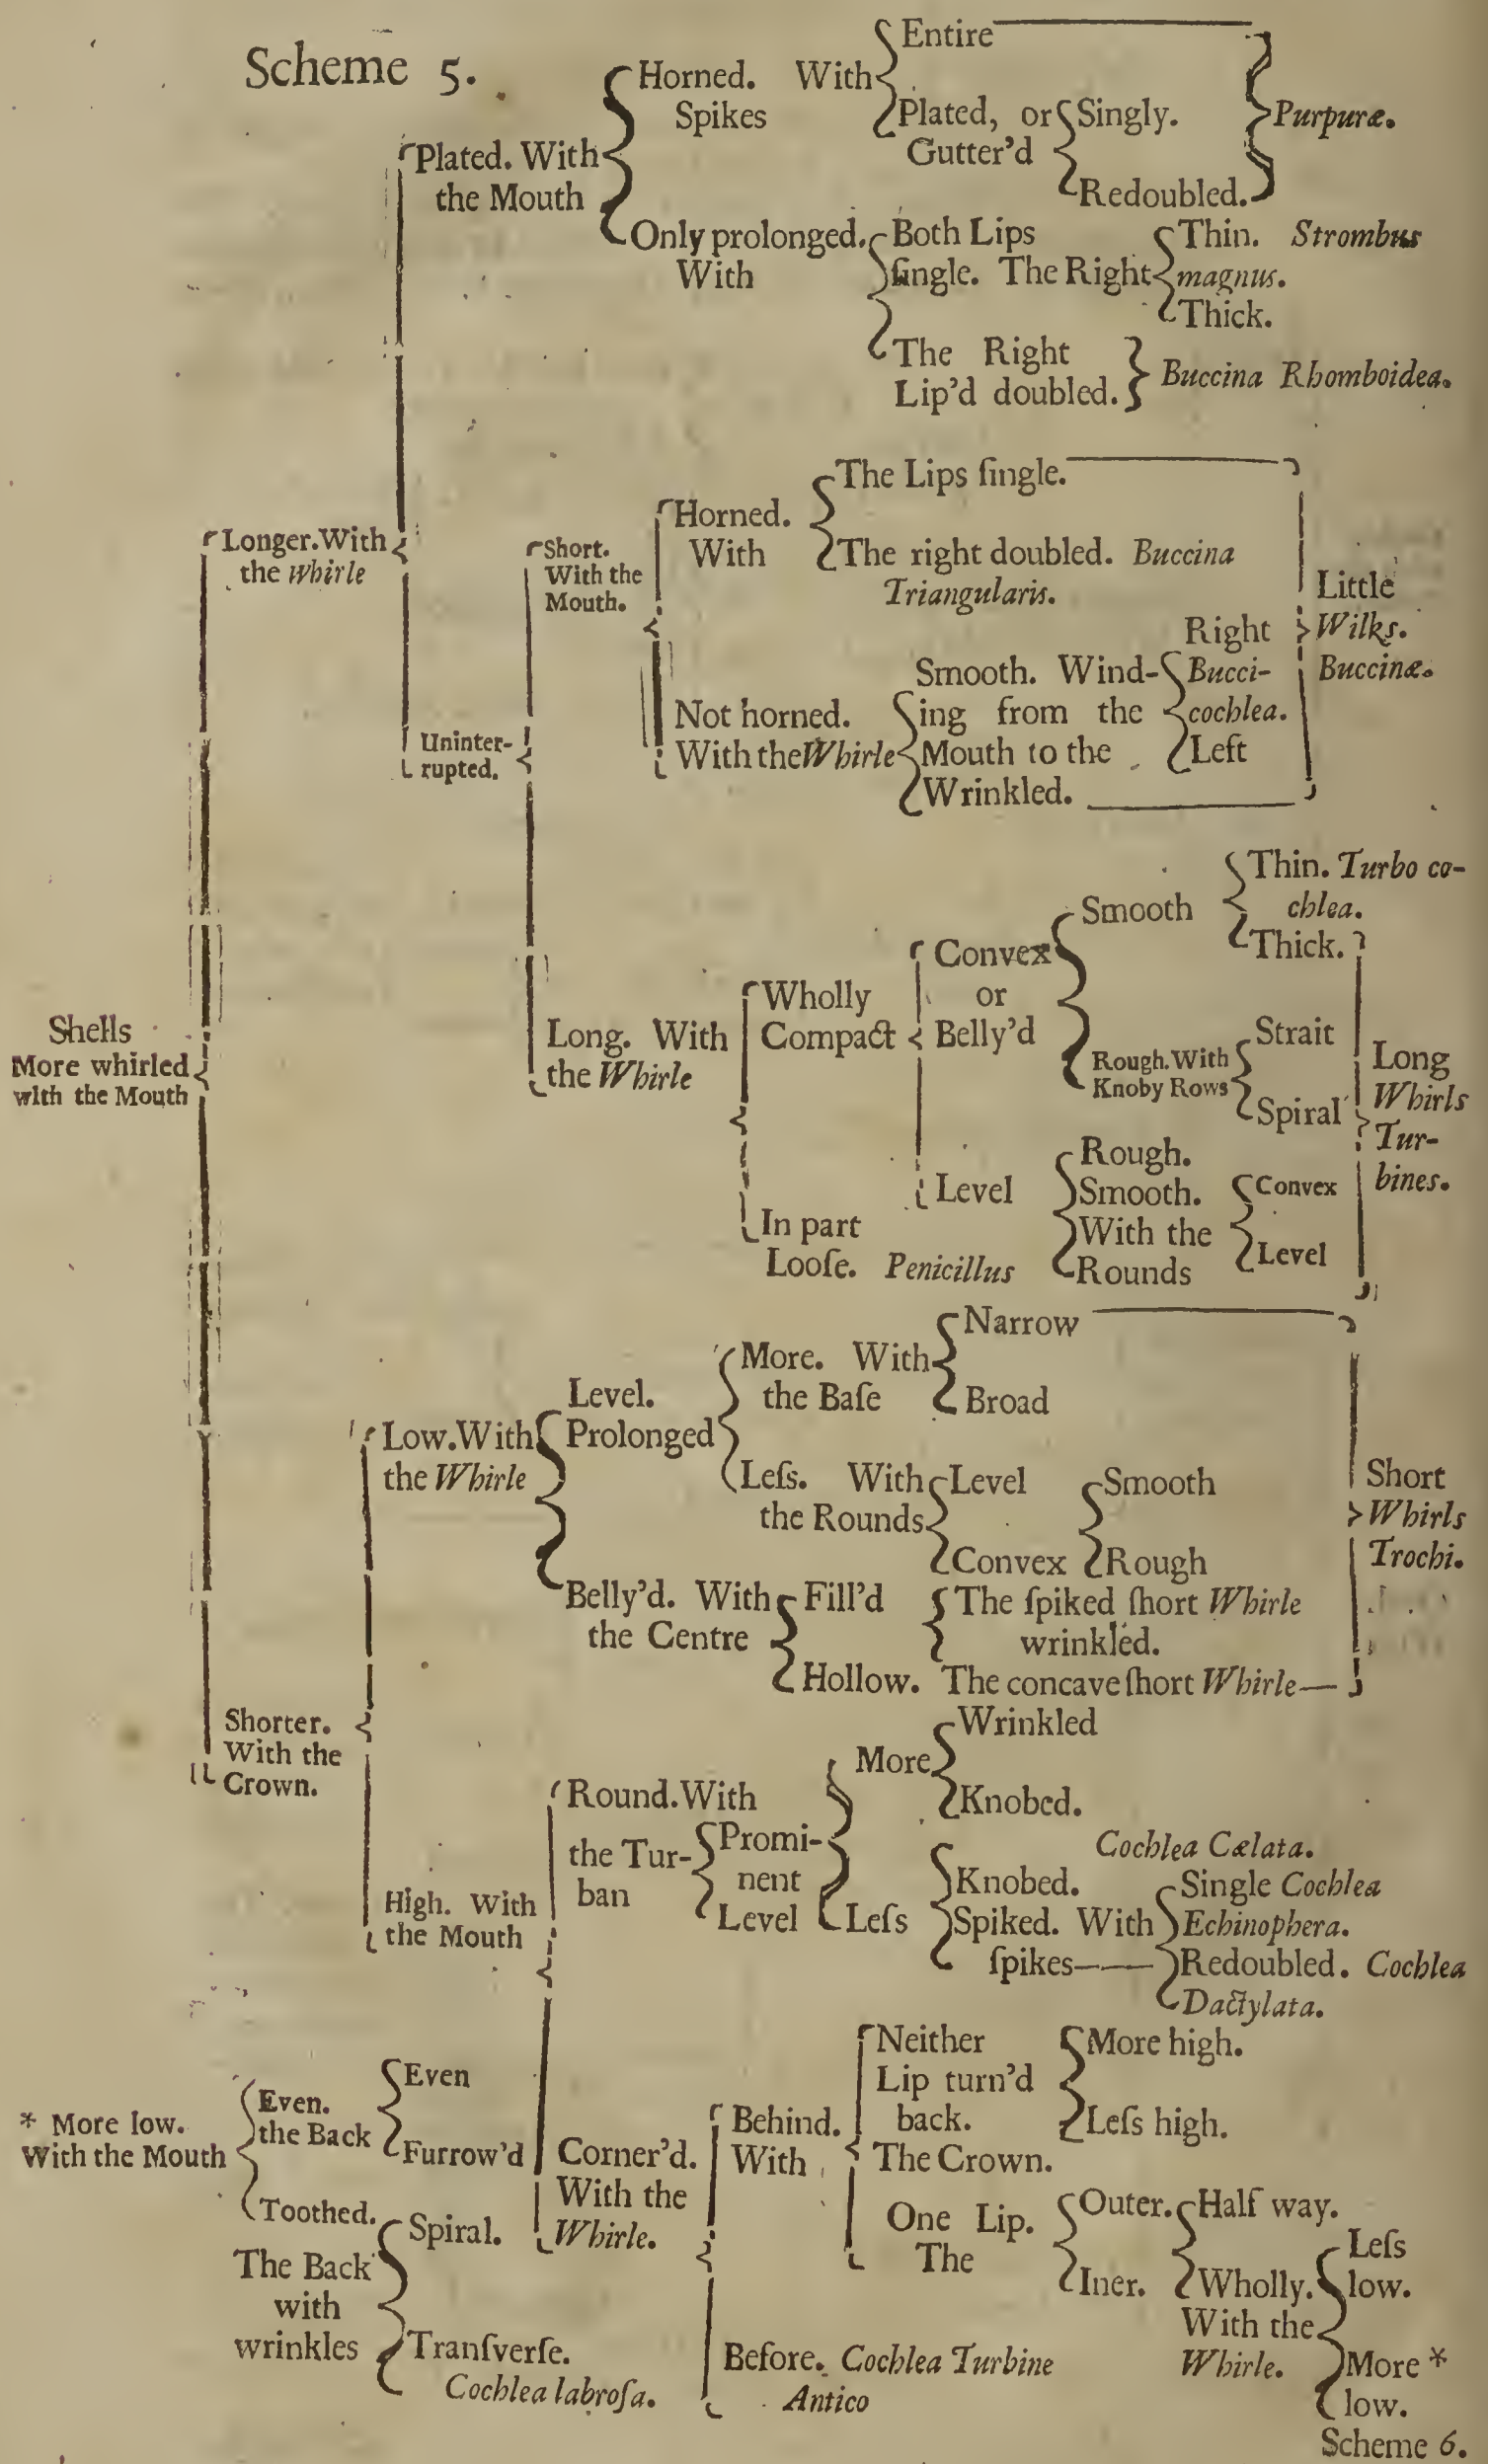 Scheme 5.
Entire
Horned. With
Spikes
Plated, or
Gutter'd
Singly.
Redoubled.
Purpuræ.
Plated. With
the Mouth
Only prolonged.
With
Both Lips
ſingle. The Right
Thin. Strombus
magnus.
Thick.
The Right
Lip'd doubled.
Buccina Rhomboidea.
Longer. With
the whirle
Short.
With the
Mouth.
Horned.
With
The Lips ſingle.
The right doubled. Buccina
Triangularis.
Little
Wilks.
Buccinæ.
Not horned.
With the Whirle
Smooth. Wind-
ing from the
Mouth to the
Right
Bucci-
cochlea.
Left
Wrinkled.
Uninter-
rupted.
Long. With
the Whirle
Wholly
Compact
Convex
or
Belly'd
Smooth
Thin. Turbo co-
chlea.
Thick.
Rough. With
Knoby Rows
Strait
Spiral
Long
Whirls
Tur-
bines.
Level
Rough.
Smooth.
With the
Rounds
Convex
Level
In part
Looſe. Penicillus
Shells
More whirled
with the Mouth
Low. With
the Whirle
Level.
Prolonged
More. With
the Baſe
Narrow
Broad
Leſs. With
the Rounds
Level
Convex
Smooth
Rough
Short
Whirls
Trochi.
Belly'd. With
the Centre
Fill'd
The ſpiked ſhort Whirle
wrinkled.
Hollow. The concave ſhort Whirle—
Shorter.
With the
Crown.
High. With
the Mouth
Round. With
the Tur-
ban
Promi-
nent
Level
More
Wrinkled
Knobed.
Leſs
Cochlea Cælata.
Knobed.
Spiked. With
ſpikes——
Single Cochlea
Echinophera.
Redoubled. Cochlea
Dactylata.
Corner'd.
With the
Whirle.
Behind.
With
Neither
Lip turn'd
back.
The Crown.
More high.
Leſs high.
One Lip.
The
Outer.
Iner.
Half way.
Wholly.
With the
Whirle.
Leſs
low.
More *
low.
Before. Cochlea Turbine
Antico
* More low.
With the Mouth
Even.
the Back
Even
Furrow'd
Toothed.
The Back
with
wrinkles
Spiral.
Tranſverſe.
Cochlea labroſa.
Scheme 6.